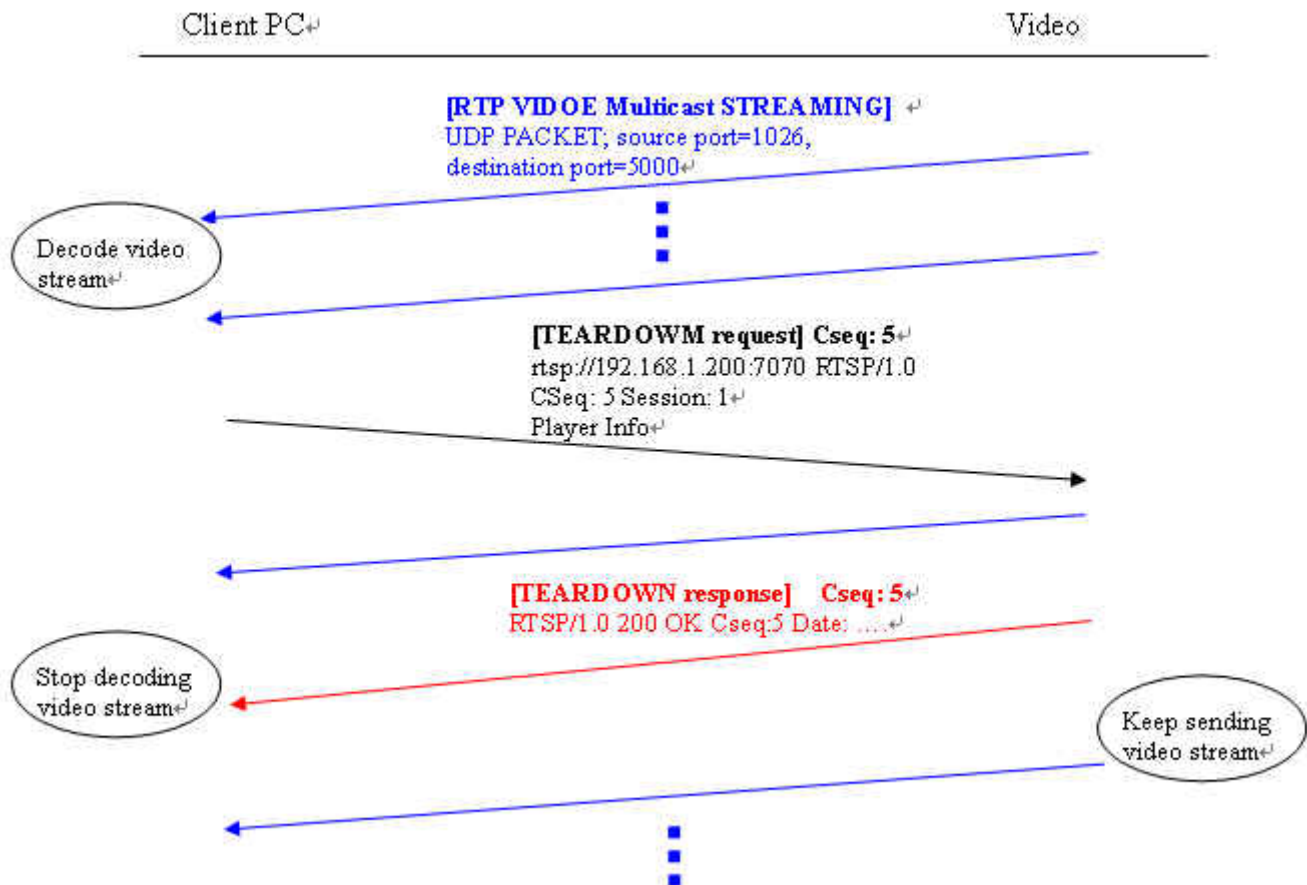 Client PC↵
Video
[RTP VIDOE Multicast STREAMING] ↵
UDP PACKET; source port=1026,
destination port=5000↵
Decode video
stream↵
[TEARDOWM request] Cseq: 5↵
rtsp://192.168.1.200:7070 RTSP/1.0
CSeq: 5 Session: 1↵
Player Info↵
[TEARDOWN response] Cseq: 5↵
RTSP/1.0 200 OK Cseq:5 Date: ....↵
Stop decoding
video stream↵
Keep sending
video stream↵